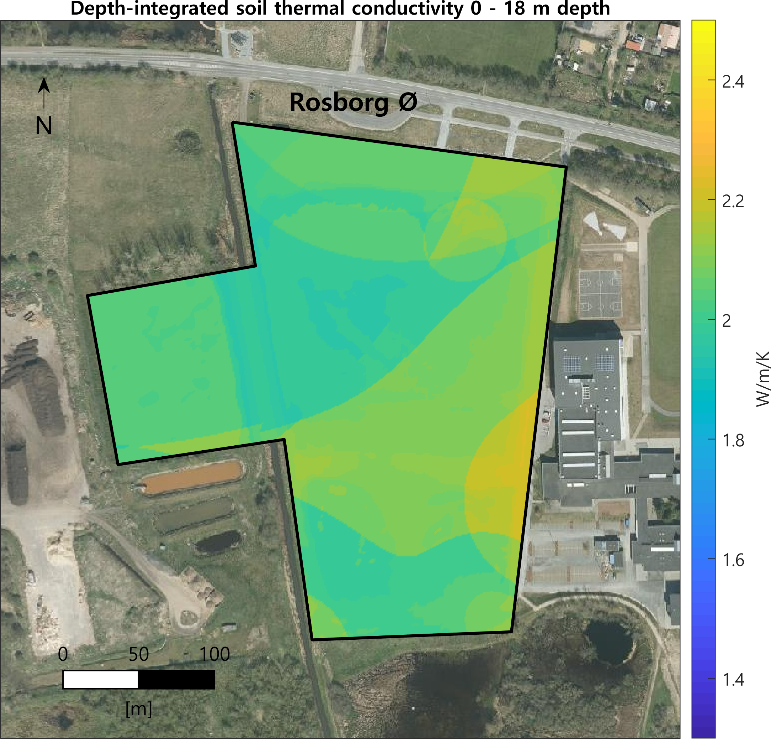 Depth-integrated soil thermal conductivity 0 - 18 m depth
Rosborg Ø
N
0 50 100
[m]
2.4
2.2
2
1.8
1.6
1.4
W/m/K